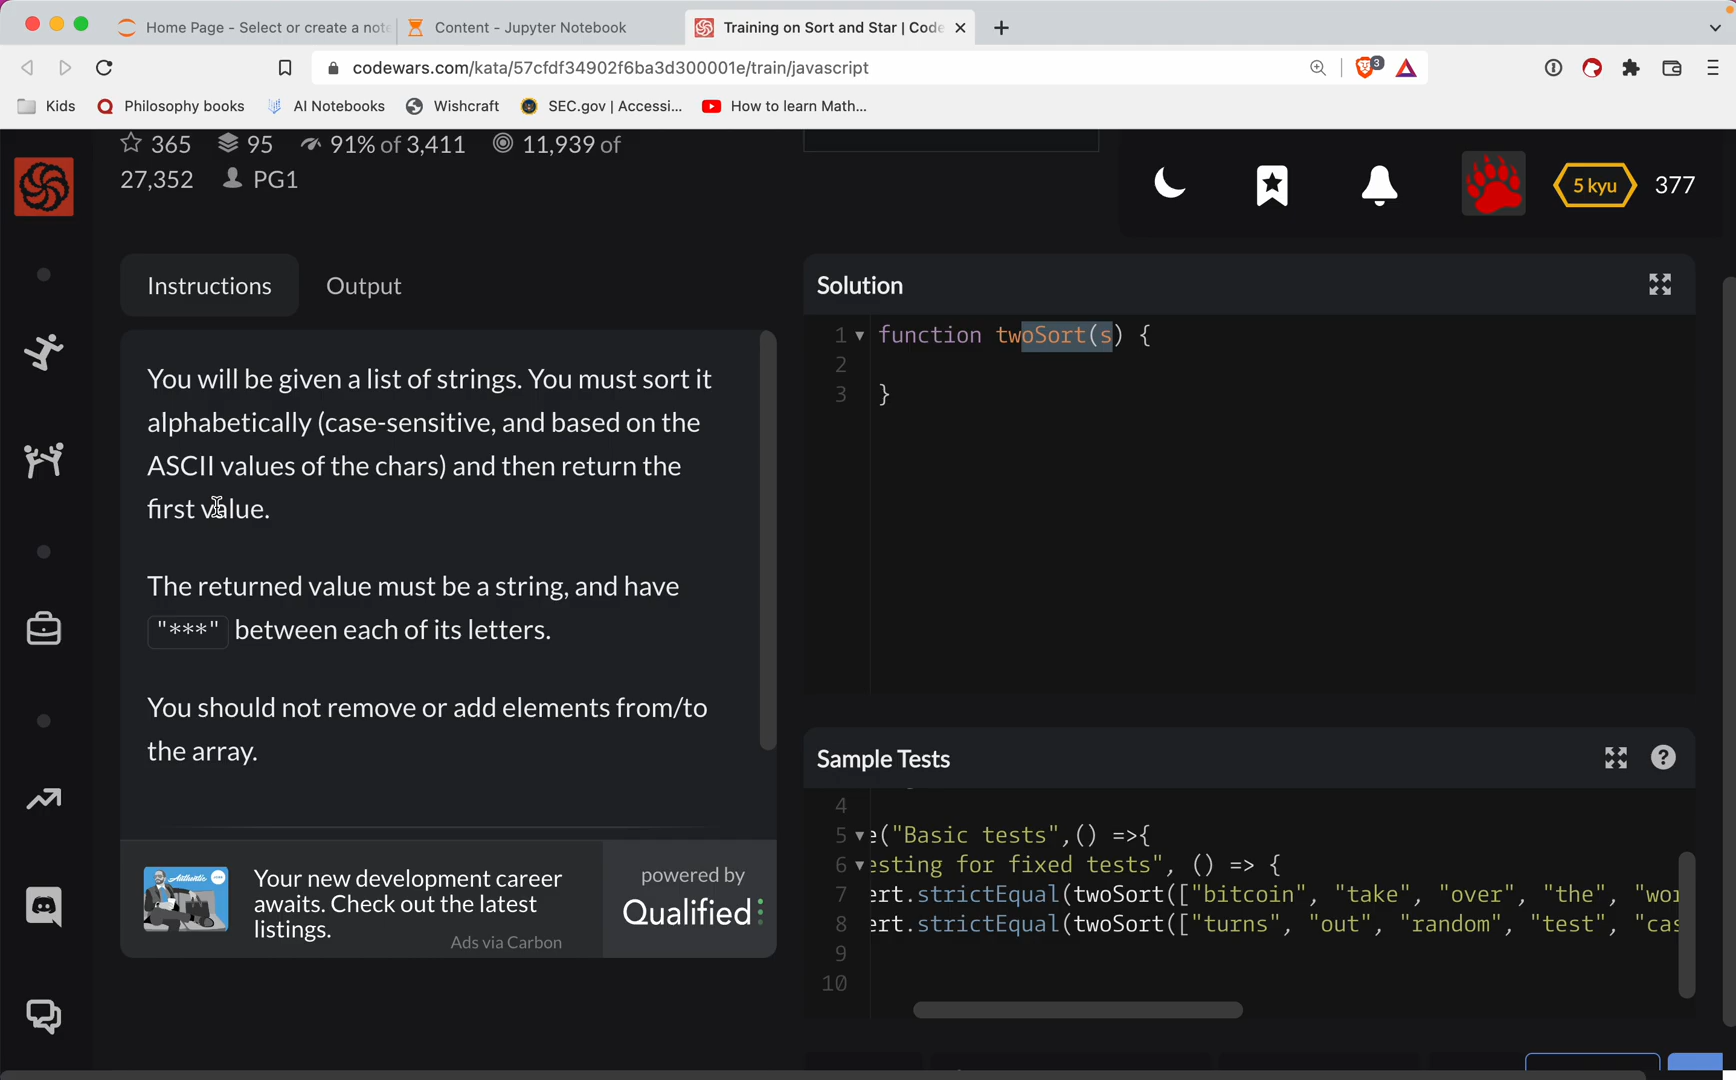 Home Page - Select or create a note
Content - Jupyter Notebook
Training on Sort and Star | Code
codewars.com/kata/57cfdf34902f6ba3d300001e/train/javascript
3
Kids
Philosophy books
AI Notebooks
Wishcraft
SEC.gov | Accessi...
How to learn Math...
365 95 91% of 3,411 11,939 of
27,352 PG1
5 kyu 377
Instructions
Output
You will be given a list of strings. You must sort it
alphabetically (case-sensitive, and based on the
ASCII values of the chars) and then return the
first value.
The returned value must be a string, and have
"***" between each of its letters.
You should not remove or add elements from/to
the array.
Your new development career
awaits. Check out the latest
listings.
Ads via Carbon
powered by
Qualified
Solution
1 function twoSort(s) {
2
3 }
Sample Tests
4
5 e("Basic tests",() =>{
6 esting for fixed tests", () => {
7 ert.strictEqual(twoSort(["bitcoin", "take", "over", "the", "wor
8 ert.strictEqual(twoSort(["turns", "out", "random", "test", "cas
9
10